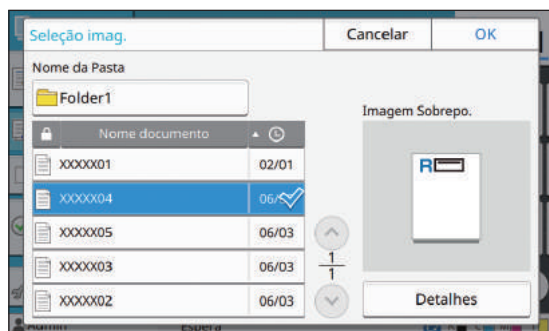 Seleção imag.
Cancelar
OK
Nome da Pasta
Folder1
Imagem Sobrepo.
Nome documento
XXXXX01 02/01
XXXXX04 06/
XXXXX05 06/03
XXXXX03 06/03
XXXXX02 06/03
R
1
1
Detalhes
Admin
Espera